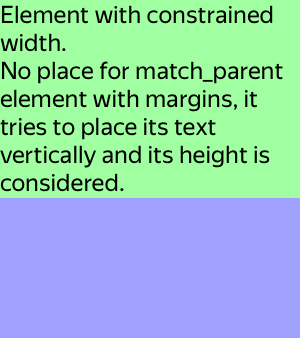 Element with constrained
width.
No place for match_parent
element with margins, it
tries to place its text
vertically and its height is
considered.